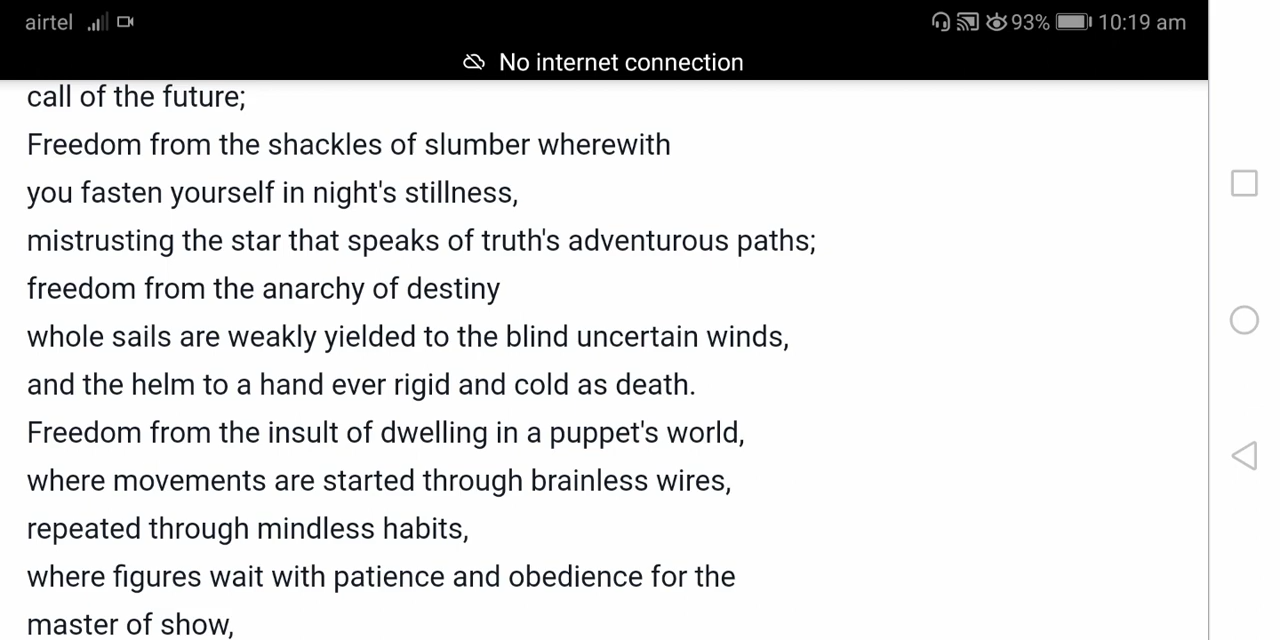 airtel 93% 10:19 am
No internet connection
call of the future;
Freedom from the shackles of slumber wherewith
you fasten yourself in night's stillness,
mistrusting the star that speaks of truth's adventurous paths;
freedom from the anarchy of destiny
whole sails are weakly yielded to the blind uncertain winds,
and the helm to a hand ever rigid and cold as death.
Freedom from the insult of dwelling in a puppet's world,
where movements are started through brainless wires,
repeated through mindless habits,
where figures wait with patience and obedience for the
master of show,